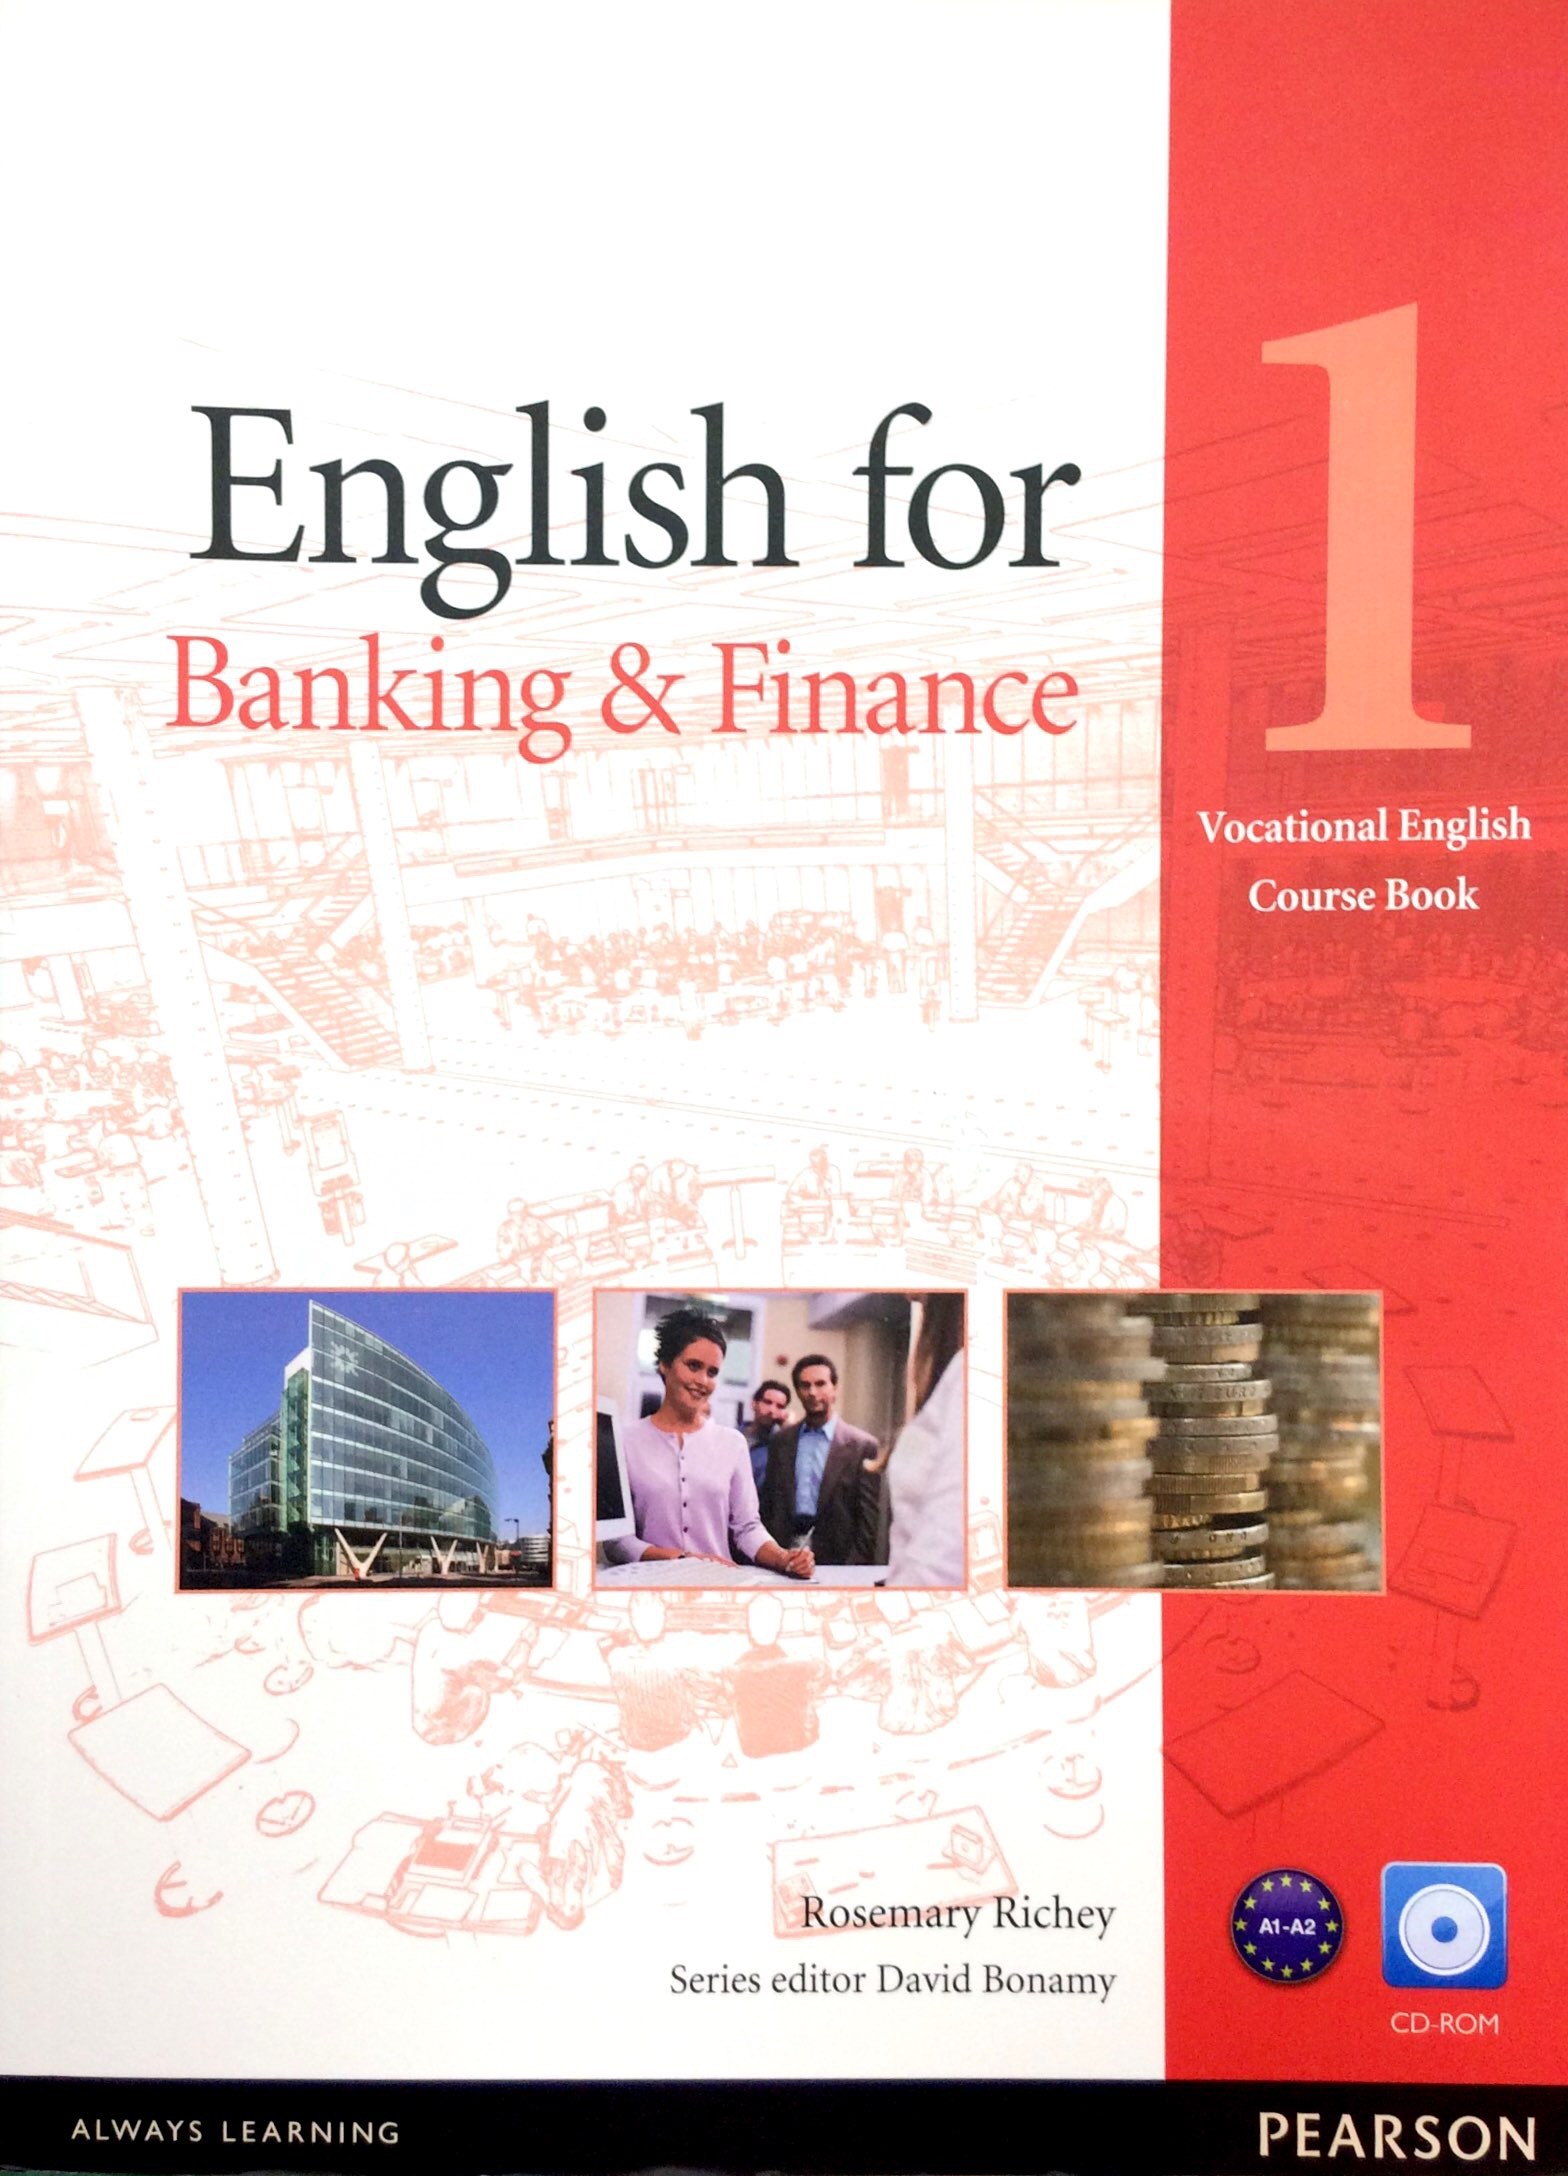 English for
Banking & Finance
1
Vocational English
Course Book
Rosemary Richey
Series editor David Bonamy
A1-A2
CD-ROM
ALWAYS LEARNING
PEARSON